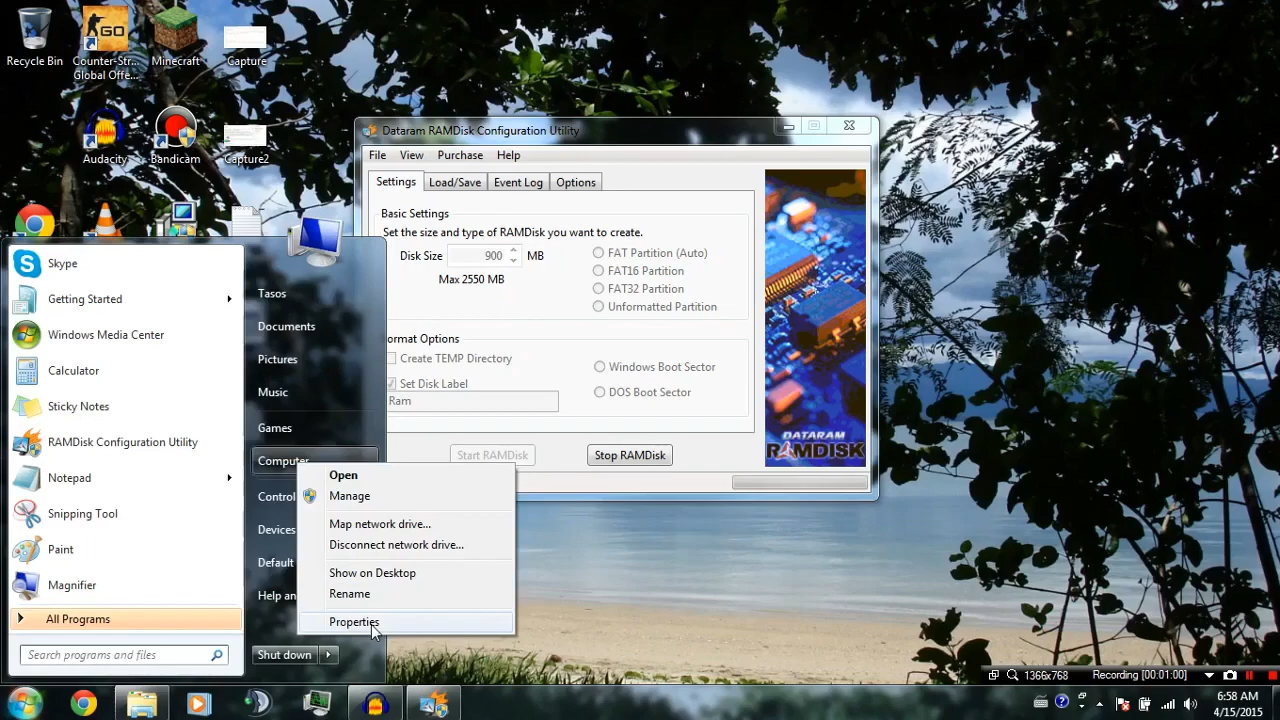 Recycle Bin
Counter-Str...
Global Offe...
Minecraft
Capture
GO
Audacity
Bandicam
Capture2
Dataram RAMDisk Configuration Utility
File View Purchase Help
Settings Load/Save Event Log Options
Basic Settings
Set the size and type of RAMDisk you want to create.
Disk Size 900 MB
Max 2550 MB
FAT Partition (Auto)
FAT16 Partition
FAT32 Partition
Unformatted Partition
ormat Options
Create TEMP Directory
Set Disk Label
Ram
Windows Boot Sector
DOS Boot Sector
Start RAMDisk
Stop RAMDisk
DATARAM
RAMDISK
Skype
Getting Started
Windows Media Center
Calculator
Sticky Notes
RAMDisk Configuration Utility
Notepad
Snipping Tool
Paint
Magnifier
All Programs
Search programs and files
Tasos
Documents
Pictures
Music
Games
Computer
Control
Devices
Default
Help an
Shut down
Open
Manage
Map network drive...
Disconnect network drive...
Show on Desktop
Rename
Properties
1366x768 Recording [00:01:00]
6:58 AM
4/15/2015